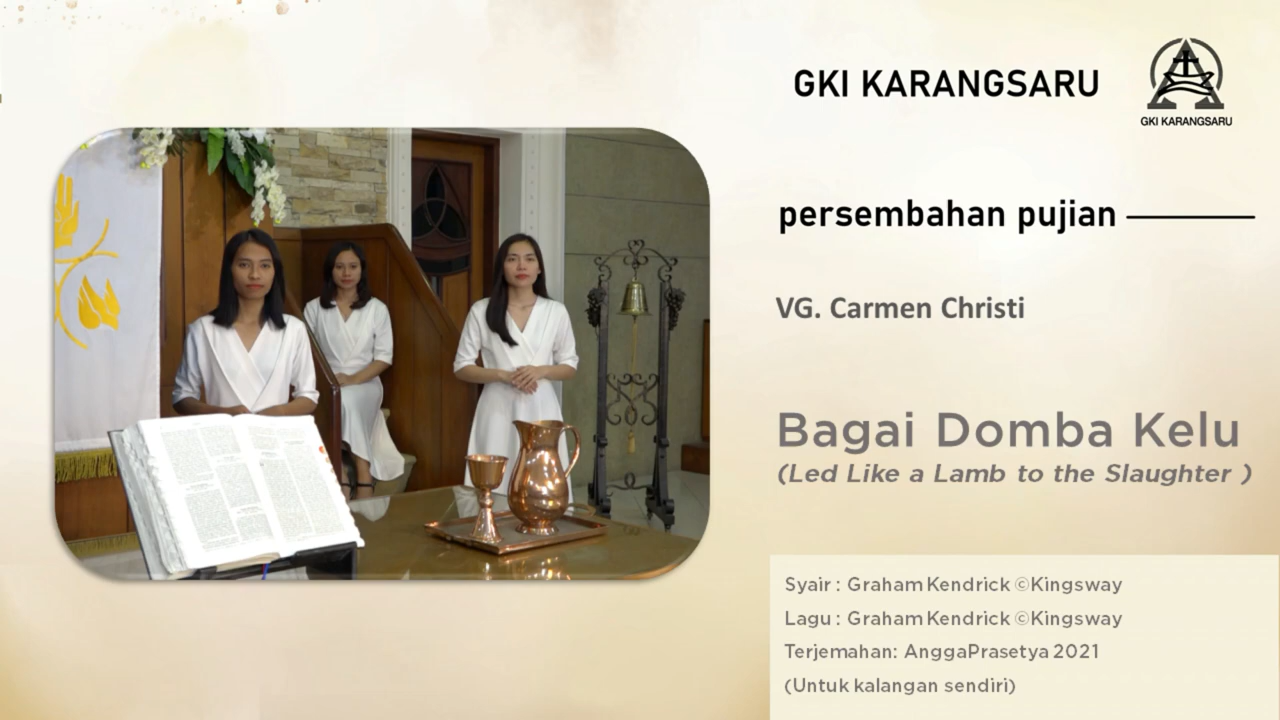 GKI KARANGSARU
GKI KARANGSARU
persembahan pujian
VG. Carmen Christi
Bagai Domba Kelu
(Led Like a Lamb to the Slaughter )
Syair : Graham Kendrick ©Kingsway
Lagu : Graham Kendrick ©Kingsway
Terjemahan: AnggaPrasetya 2021
(Untuk kalangan sendiri)